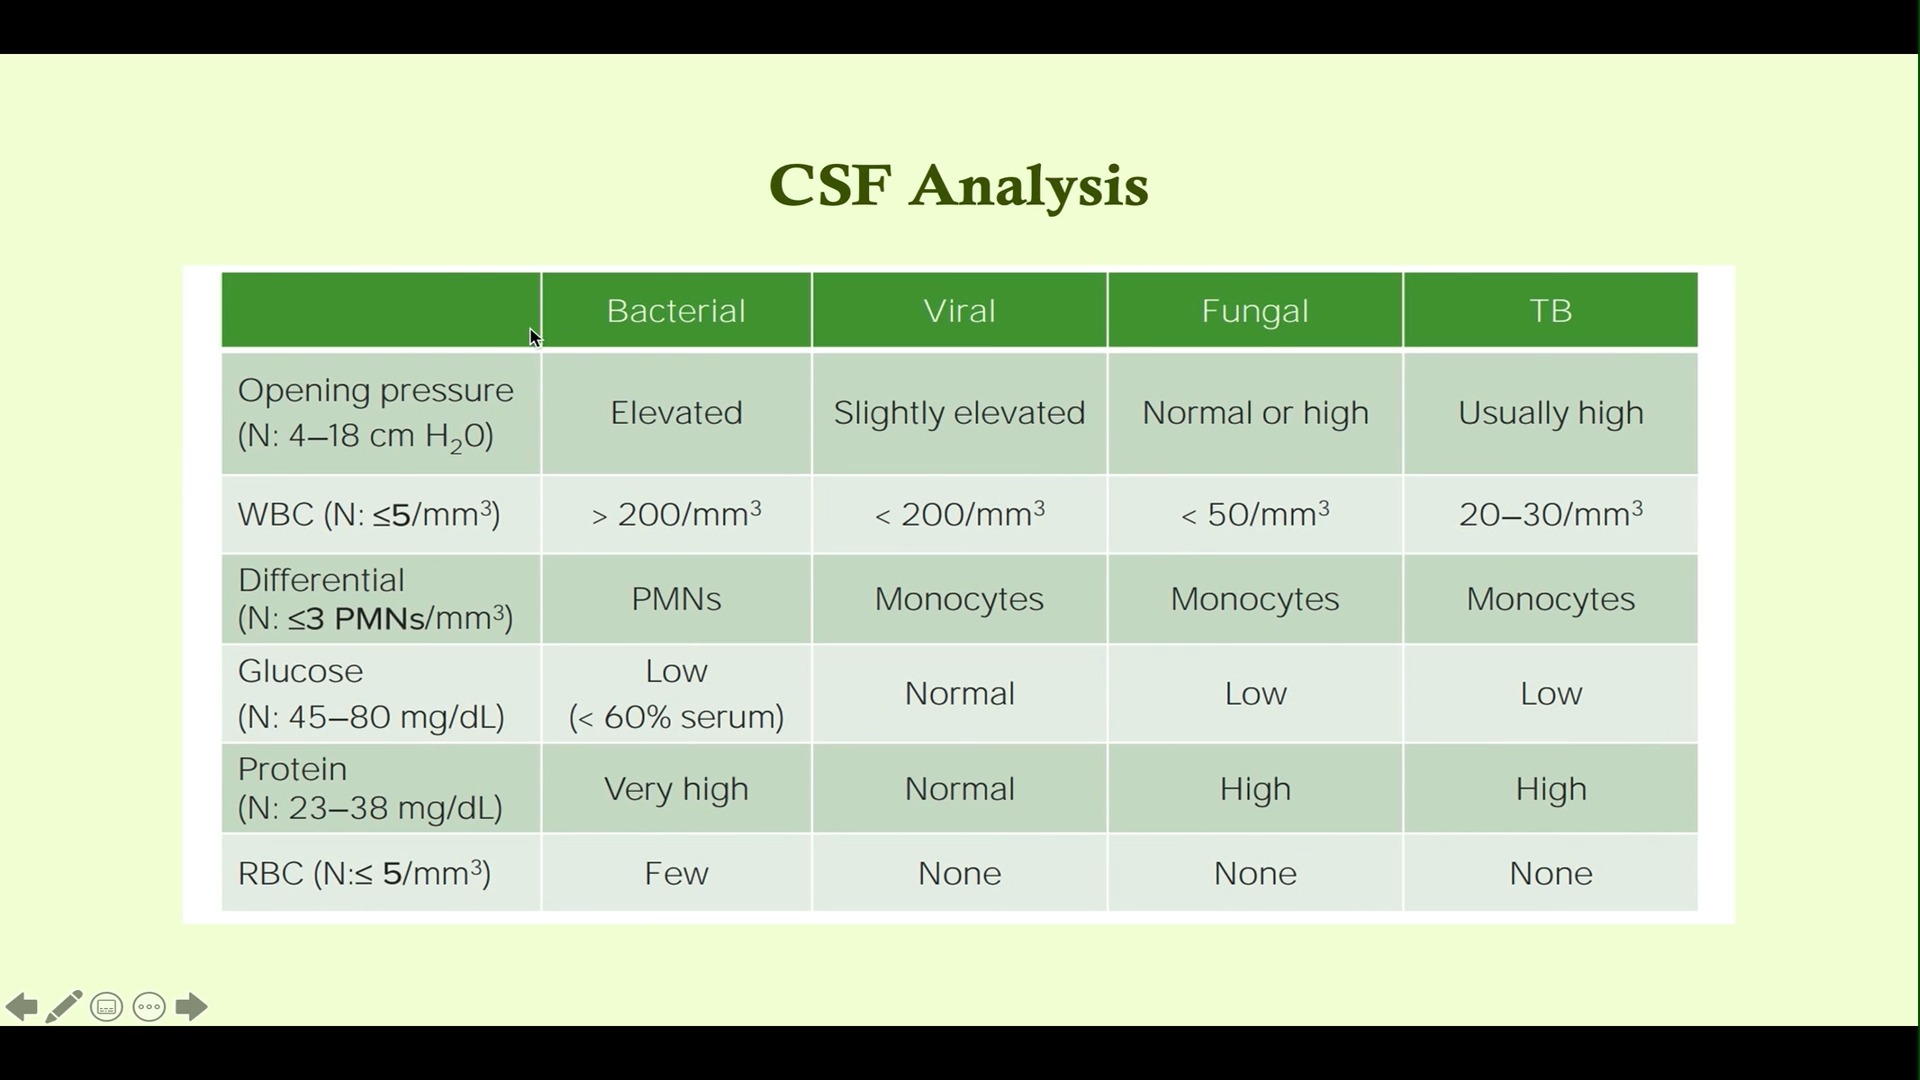 CSF Analysis
Bacterial Viral Fungal TB
Opening pressure
(N: 4–18 cm H₂O) Elevated Slightly elevated Normal or high Usually high
WBC (N: ≤5/mm³) > 200/mm³ < 200/mm³ < 50/mm³ 20–30/mm³
Differential
(N: ≤3 PMNs/mm³) PMNs Monocytes Monocytes Monocytes
Glucose
(N: 45–80 mg/dL) Low
(< 60% serum) Normal Low Low
Protein
(N: 23–38 mg/dL) Very high Normal High High
RBC (N:≤ 5/mm³) Few None None None